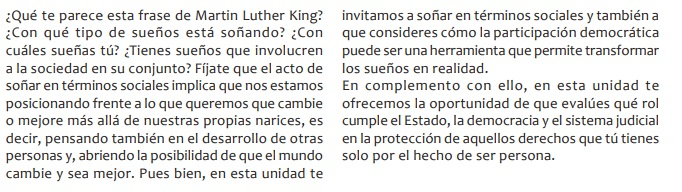 ¿Qué te parece esta frase de Martin Luther King?
¿Con qué tipo de sueños está soñando? ¿Con
cuáles sueñas tú? ¿Tienes sueños que involucren
a la sociedad en su conjunto? Fíjate que el acto de
soñar en términos sociales implica que nos estamos
posicionando frente a lo que queremos que cambie
o mejore más allá de nuestras propias narices, es
decir, pensando también en el desarrollo de otras
personas y, abriendo la posibilidad de que el mundo
cambie y sea mejor. Pues bien, en esta unidad te
invitamos a soñar en términos sociales y también a
que consideres cómo la participación democrática
puede ser una herramienta que permite transformar
los sueños en realidad.
En complemento con ello, en esta unidad te
ofrecemos la oportunidad de que evalúes qué rol
cumple el Estado, la democracia y el sistema judicial
en la protección de aquellos derechos que tú tienes
solo por el hecho de ser persona.